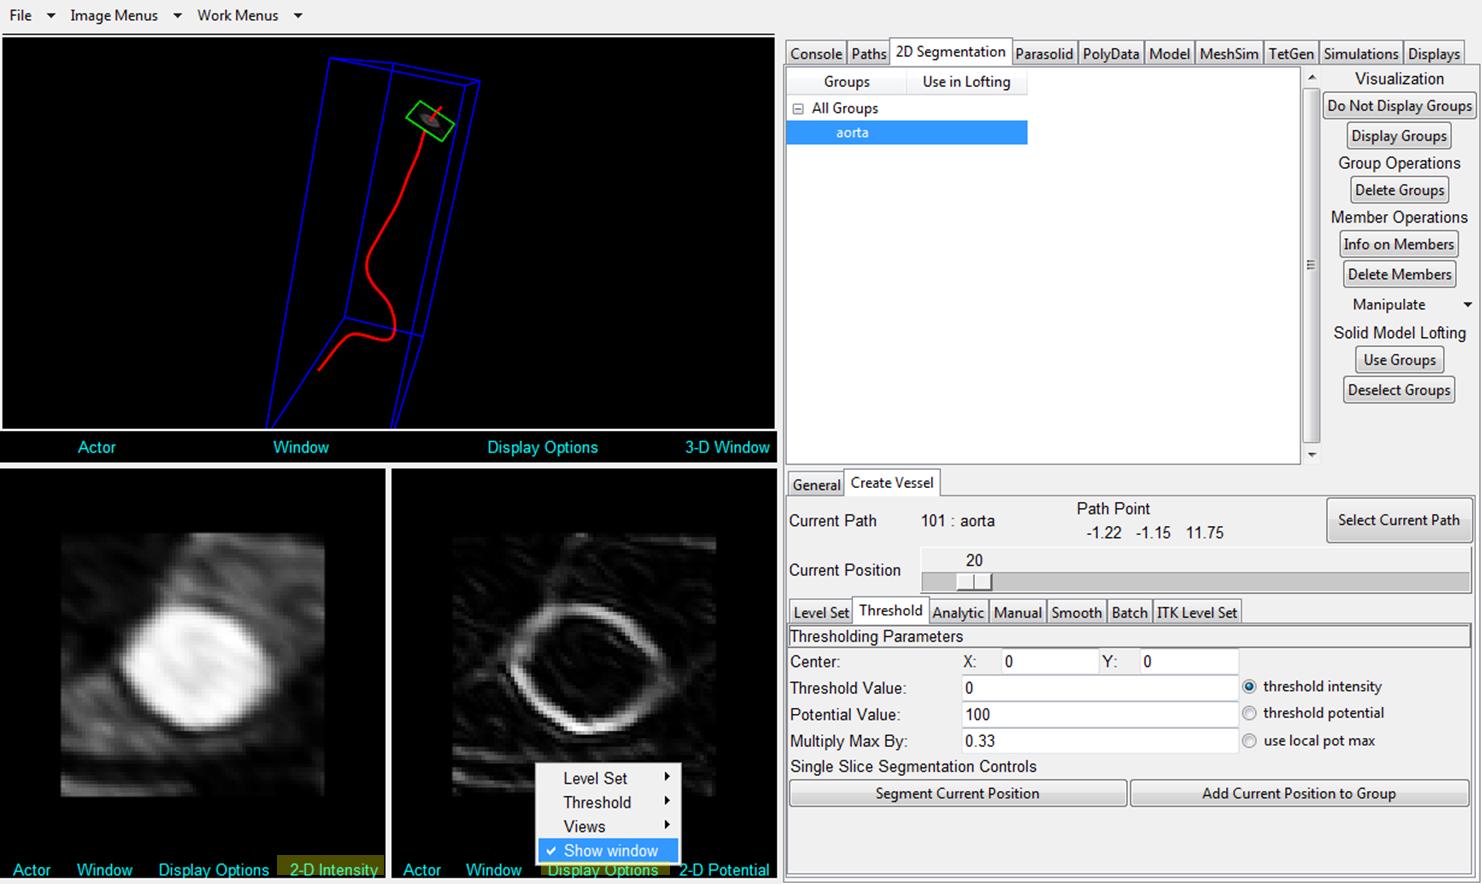 File Image Menus Work Menus
Console Paths 2D Segmentation Parasolid PolyData Model MeshSim TetGen Simulations Displays
Groups Use in Lofting
All Groups
aorta
Visualization
Do Not Display Groups
Display Groups
Group Operations
Delete Groups
Member Operations
Info on Members
Delete Members
Manipulate
Solid Model Lofting
Use Groups
Deselect Groups
Actor Window Display Options 3-D Window
General Create Vessel
Current Path 101 : aorta Path Point Select Current Path
-1.22 -1.15 11.75
20
Current Position
Level Set Threshold Analytic Manual Smooth Batch ITK Level Set
Thresholding Parameters
Center: X: 0 Y: 0
Threshold Value: 0 threshold intensity
Potential Value: 100 threshold potential
Multiply Max By: 0.33 use local pot max
Single Slice Segmentation Controls
Segment Current Position Add Current Position to Group
Level Set
Threshold
Views
Show window
Actor Window Display Options 2-D Intensity
Actor Window Display Options 2-D Potential